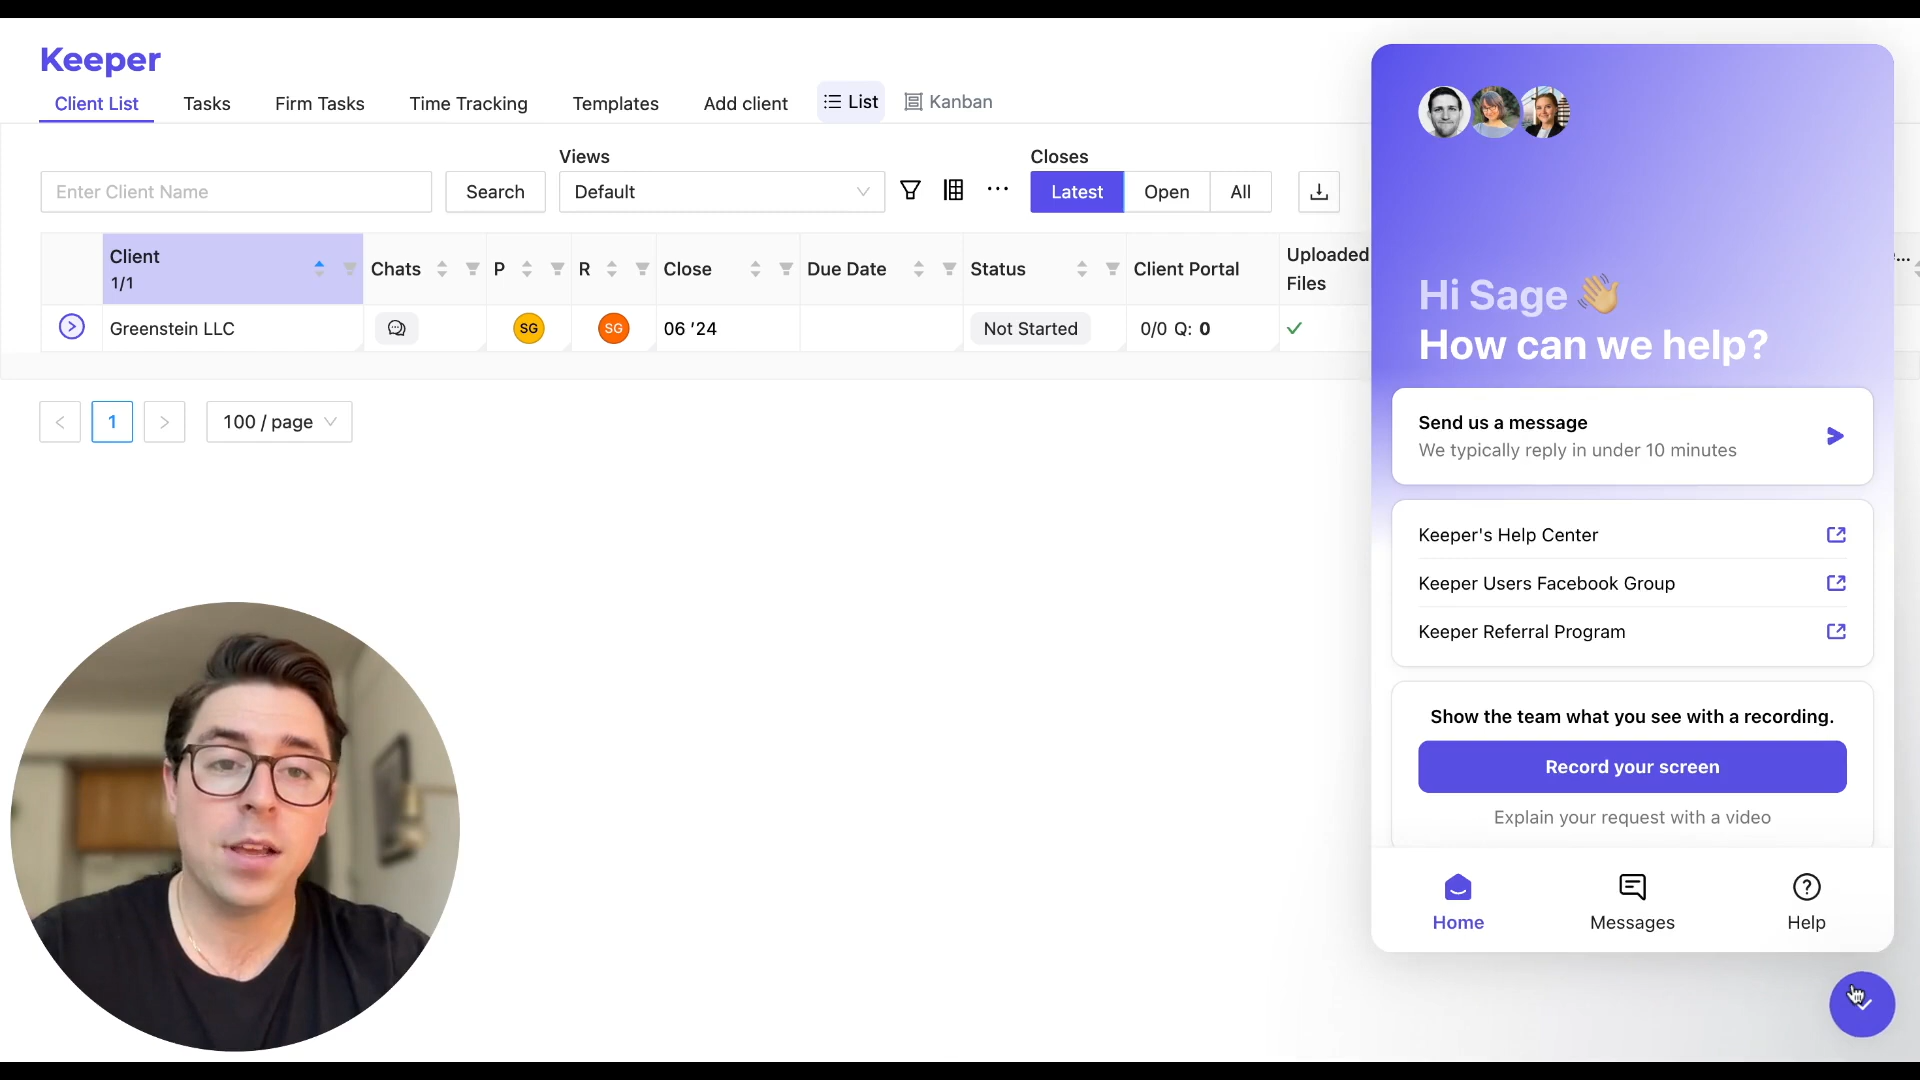 Keeper
Client List
Tasks
Firm Tasks
Time Tracking
Templates
Add client
List
Kanban
Views
Closes
Enter Client Name
Search
Default
Latest
Open
All
Client
1/1
Chats
P
R
Close
Due Date
Status
Client Portal
Uploaded
Files
...
Greenstein LLC
SG
SG
06 '24
Not Started
0/0 Q: 0
<
1
>
100 / page
Hi Sage 👋
How can we help?
Send us a message
We typically reply in under 10 minutes
Keeper's Help Center
Keeper Users Facebook Group
Keeper Referral Program
Show the team what you see with a recording.
Record your screen
Explain your request with a video
Home
Messages
Help